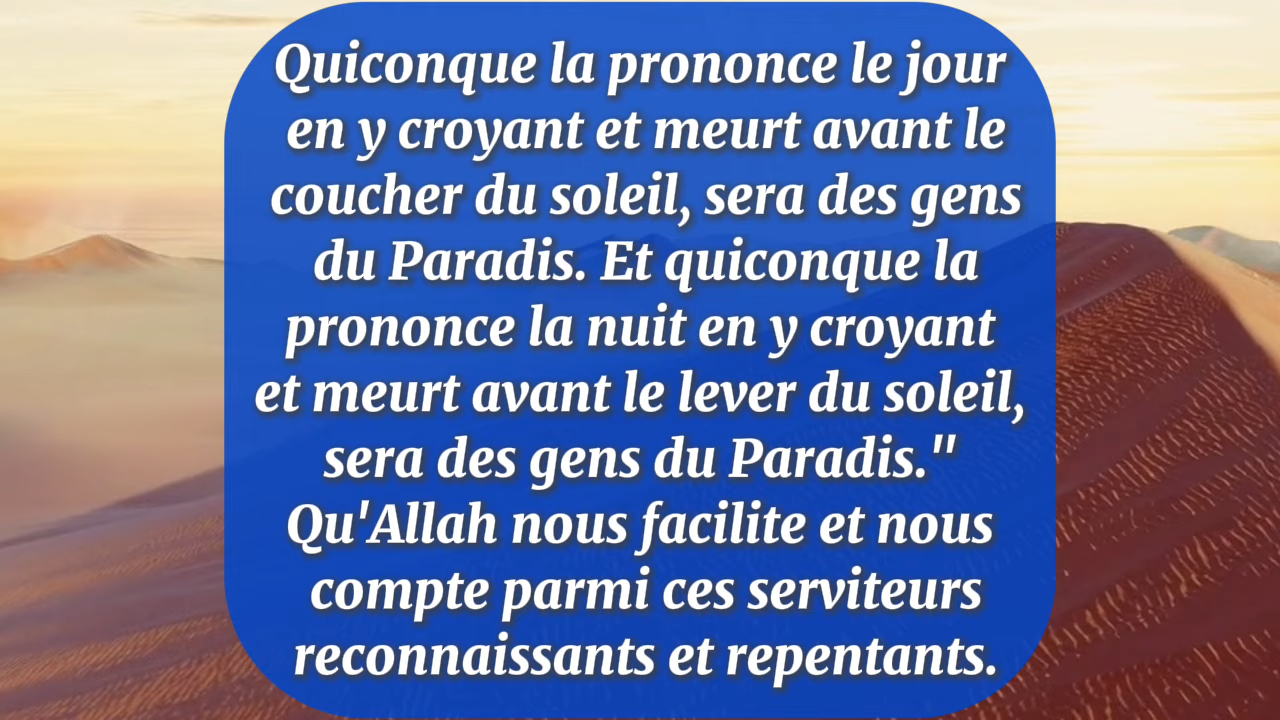 Quiconque la prononce le jour
en y croyant et meurt avant le
coucher du soleil, sera des gens
du Paradis. Et quiconque la
prononce la nuit en y croyant
et meurt avant le lever du soleil,
sera des gens du Paradis."
Qu'Allah nous facilite et nous
compte parmi ces serviteurs
reconnaissants et repentants.